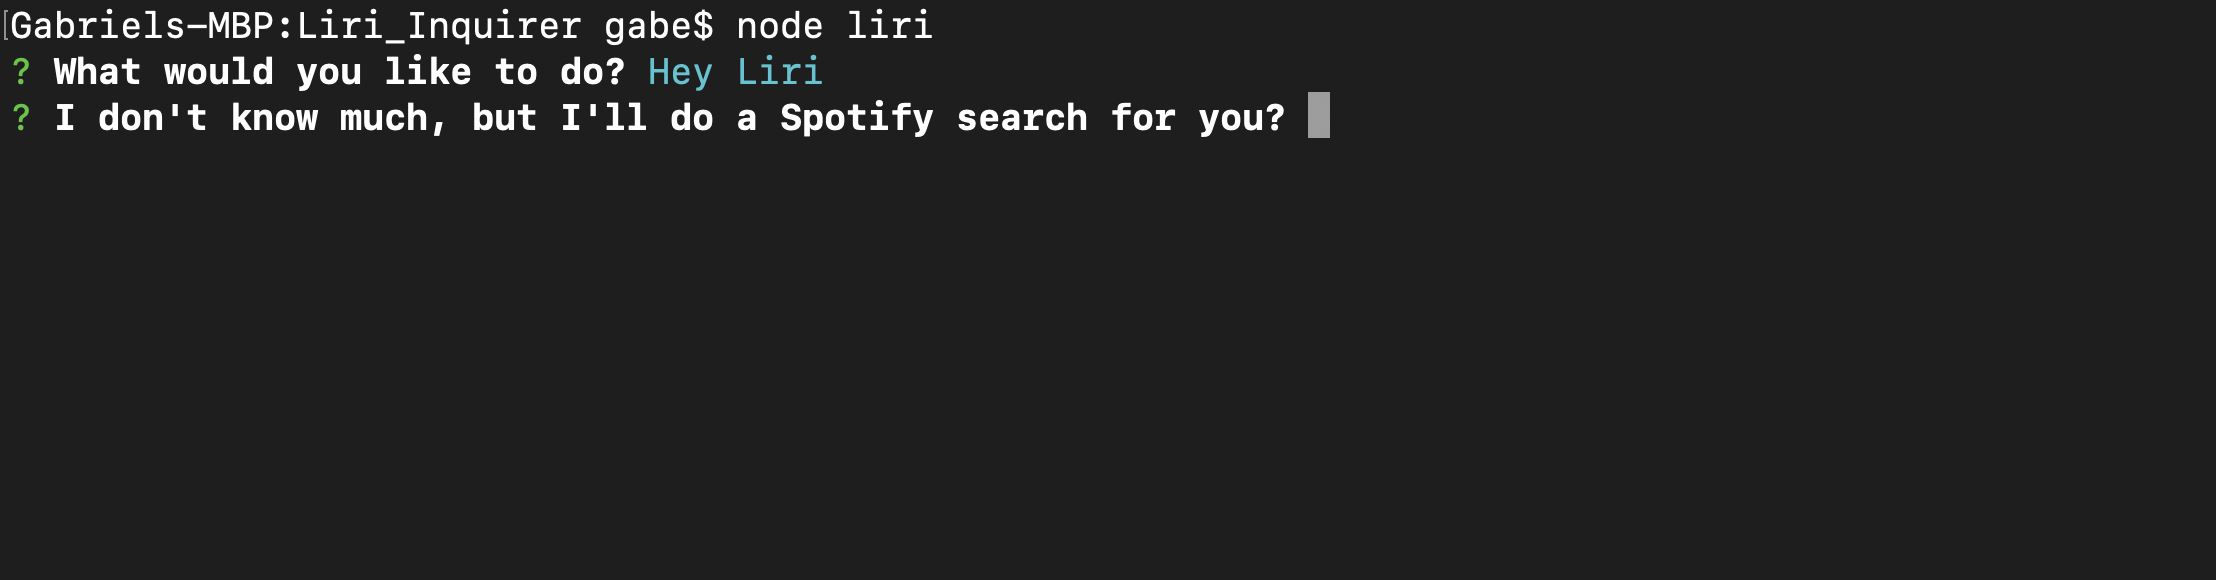 [Gabriels-MBP:Liri_Inquirer gabe$ node liri
? What would you like to do? Hey Liri
? I don't know much, but I'll do a Spotify search for you?